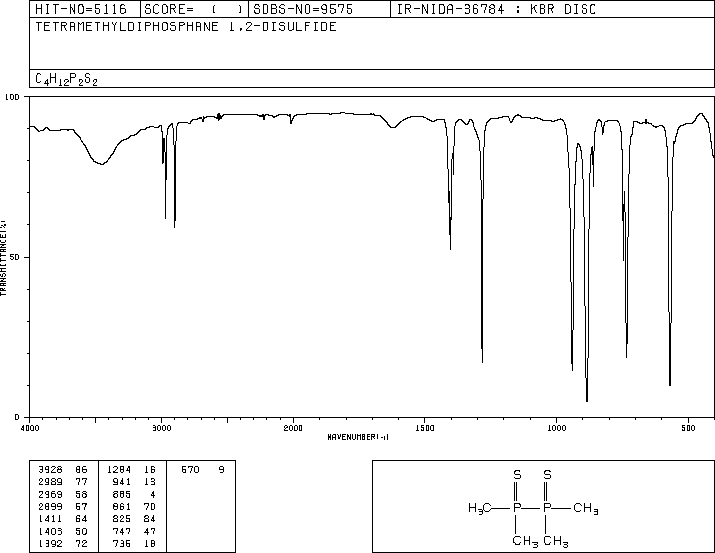 HIT-NO=5116 SCORE= ( ) SDBS-NO=9575 IR-NIDA-36784 : KBR DISC
TETRAMETHYLDIPHOSPHANE 1,2-DISULFIDE
C4H12P2S2
100
50
0
TRANSMITTANCE(%)
4000 3000 2000 1500 1000 500
WAVENUMBER(-1)
3928 86 1284 16 570 9
2989 77 941 13
2969 58 885 4
2899 57 861 70
1411 64 825 84
1403 50 747 47
1392 72 736 18
S S
H3C P P CH3
CH3 CH3